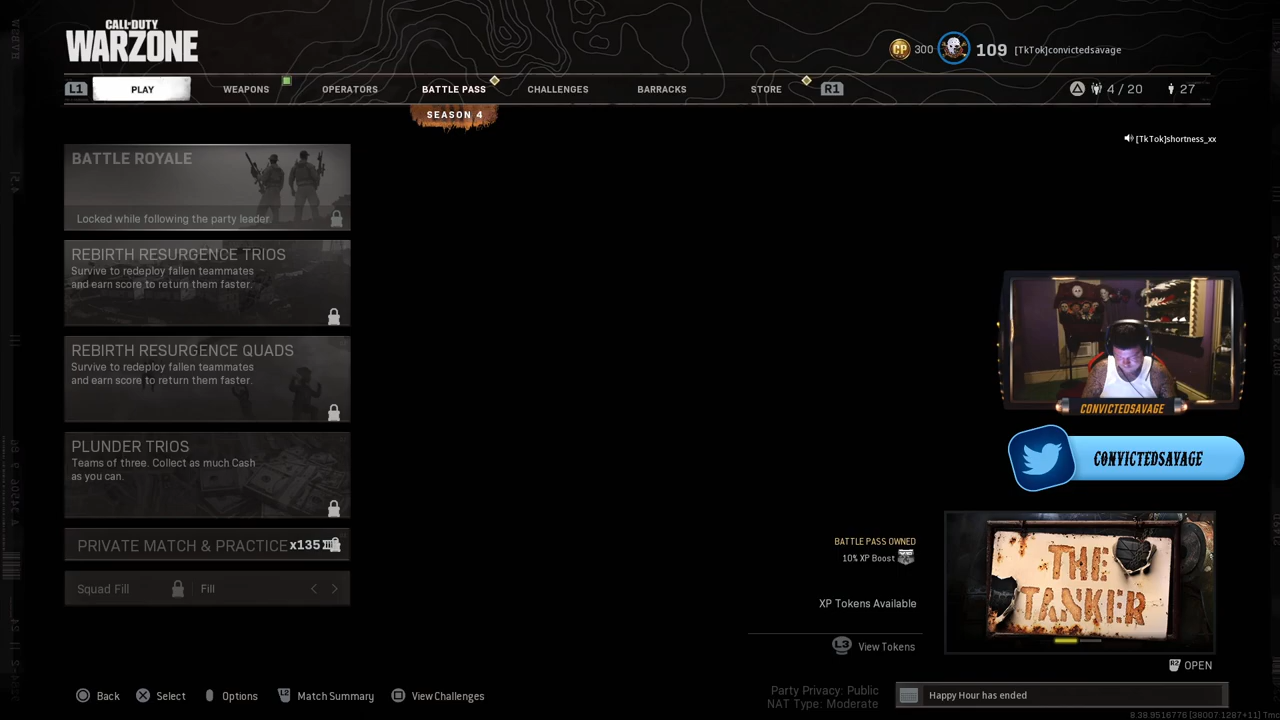 CALL OF DUTY
WARZONE
CP 300 109 [TkTok]convictedsavage
L1 PLAY WEAPONS OPERATORS BATTLE PASS CHALLENGES BARRACKS STORE R1 4 / 20 27
SEASON 4
[TkTok]shortness_xx
BATTLE ROYALE
Locked while following the party leader.
REBIRTH RESURGENCE TRIOS
Survive to redeploy fallen teammates
and earn score to return them faster.
REBIRTH RESURGENCE QUADS
Survive to redeploy fallen teammates
and earn score to return them faster.
PLUNDER TRIOS
Teams of three. Collect as much Cash
as you can.
PRIVATE MATCH & PRACTICE x135
Squad Fill Fill
CONVICTEDSAVAGE
CONVICTEDSAVAGE
BATTLE PASS OWNED
10% XP Boost
XP Tokens Available
L3 View Tokens
THE
TANKER
R2 OPEN
Back Select Options L2 Match Summary View Challenges
Party Privacy: Public
NAT Type: Moderate
Happy Hour has ended